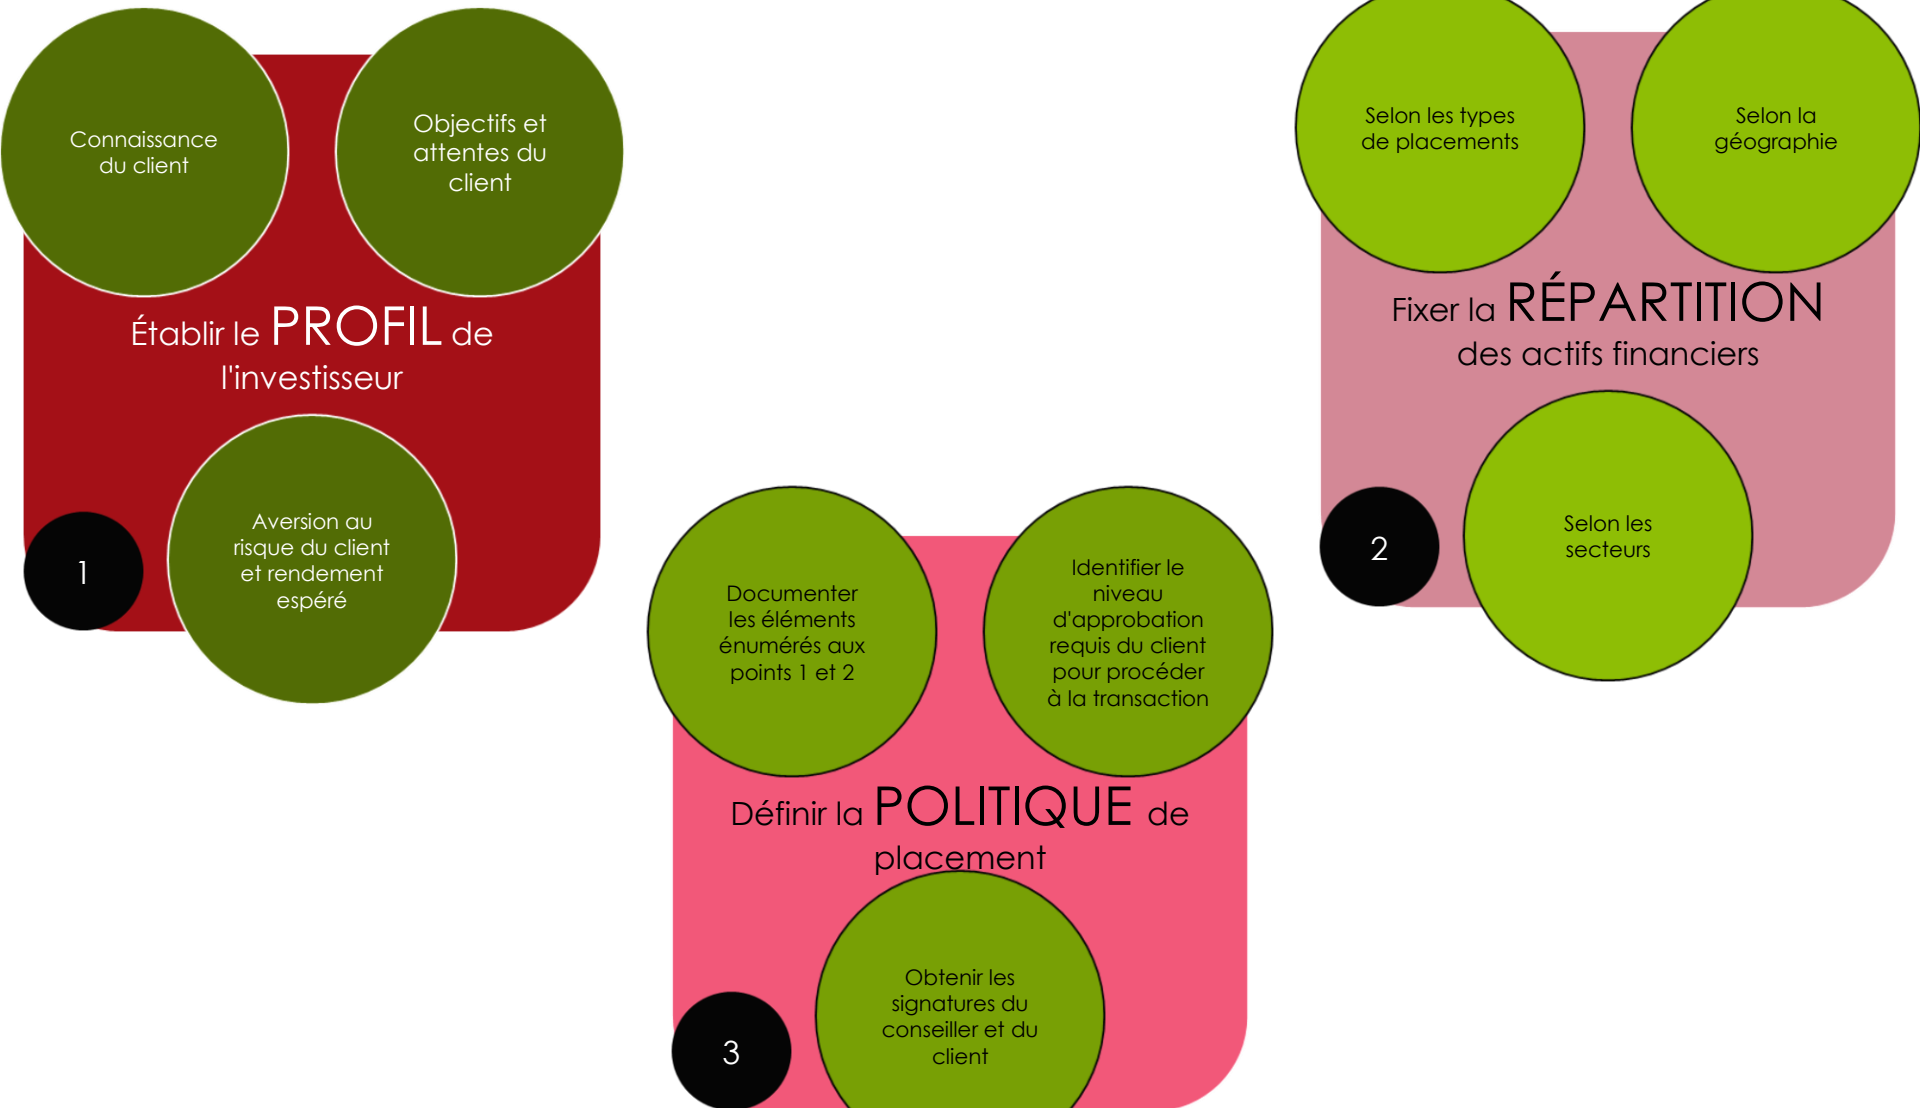 Connaissance
du client
Objectifs et
attentes du
client
Établir le PROFIL de
l'investisseur
Aversion au
risque du client
et rendement
espéré
1
Selon les types
de placements
Selon la
géographie
Fixer la RÉPARTITION
des actifs financiers
Selon les
secteurs
2
Documenter
les éléments
énumérés aux
points 1 et 2
Identifier le
niveau
d'approbation
requis du client
pour procéder
à la transaction
Définir la POLITIQUE de
placement
Obtenir les
signatures du
conseiller et du
client
3